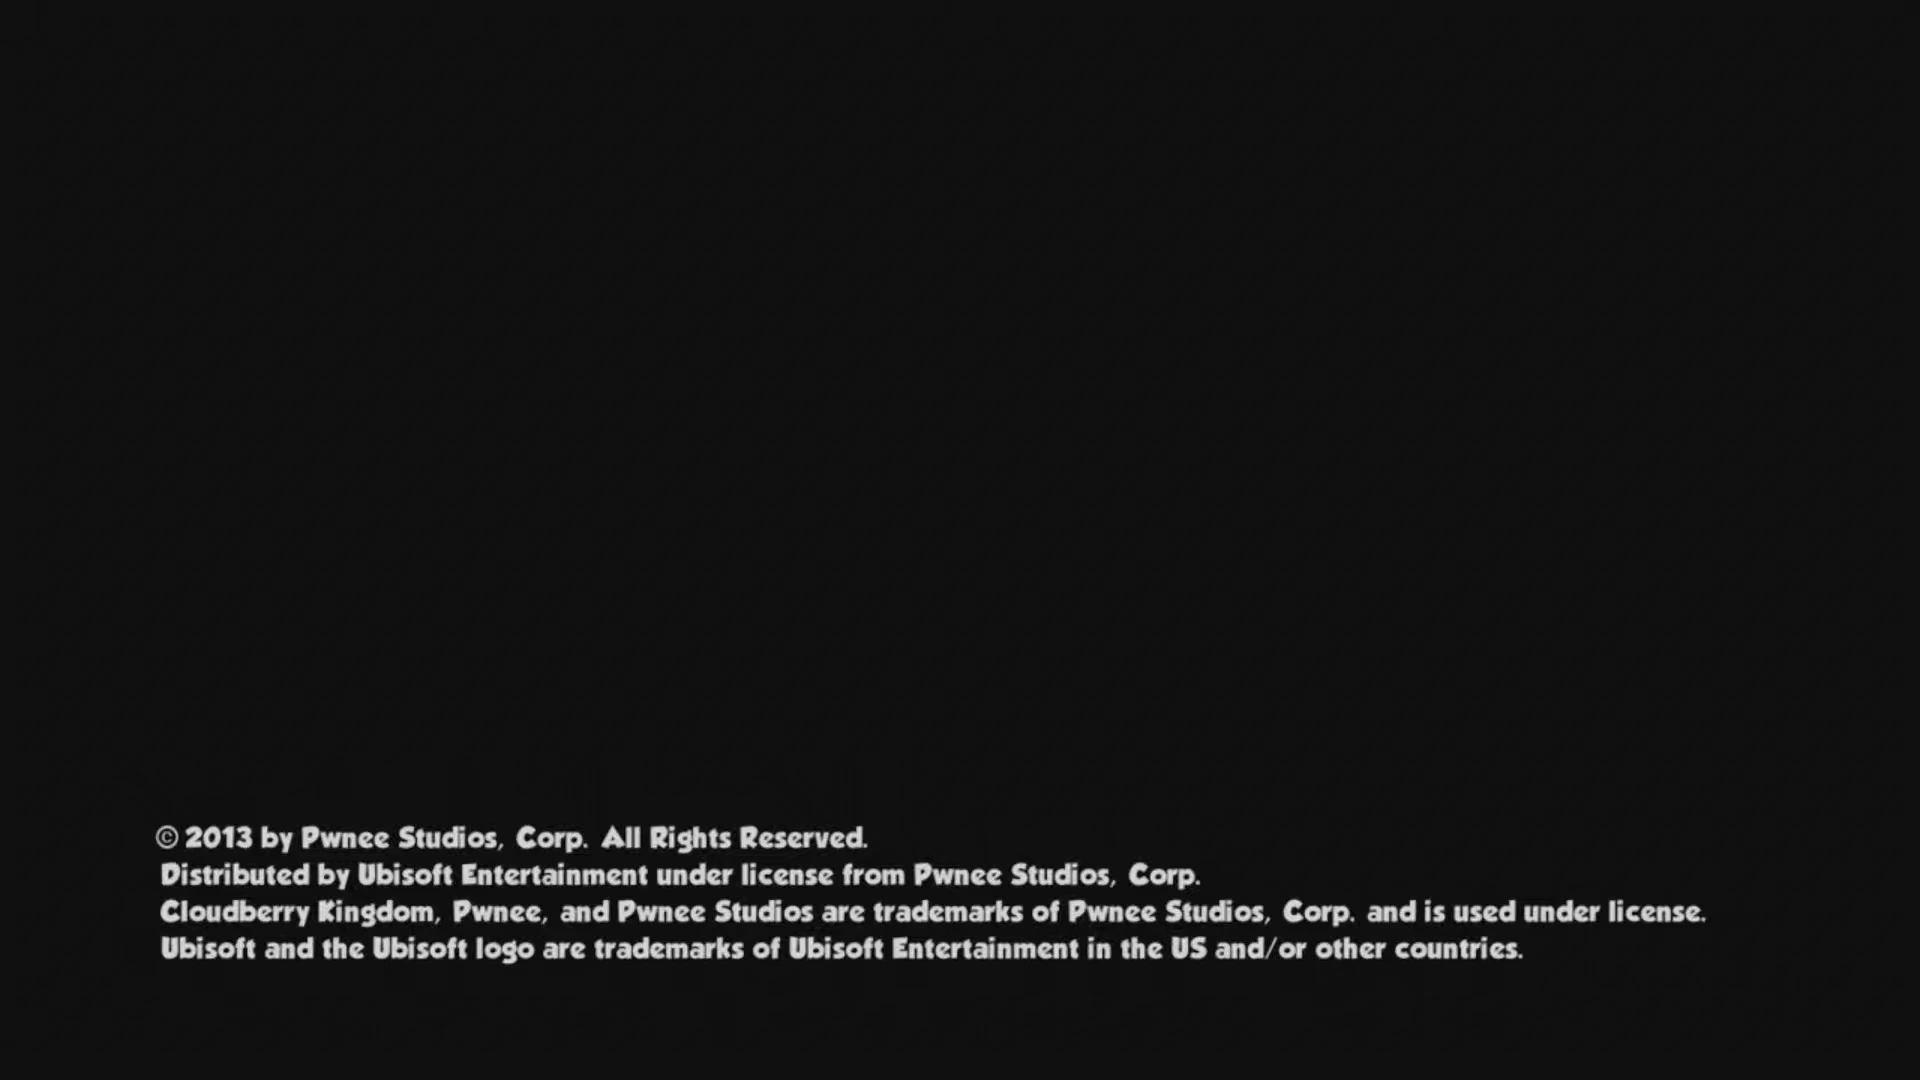 © 2013 by Pwnee Studios, Corp. All Rights Reserved.
Distributed by Ubisoft Entertainment under license from Pwnee Studios, Corp.
Cloudberry Kingdom, Pwnee, and Pwnee Studios are trademarks of Pwnee Studios, Corp. and is used under license.
Ubisoft and the Ubisoft logo are trademarks of Ubisoft Entertainment in the US and/or other countries.